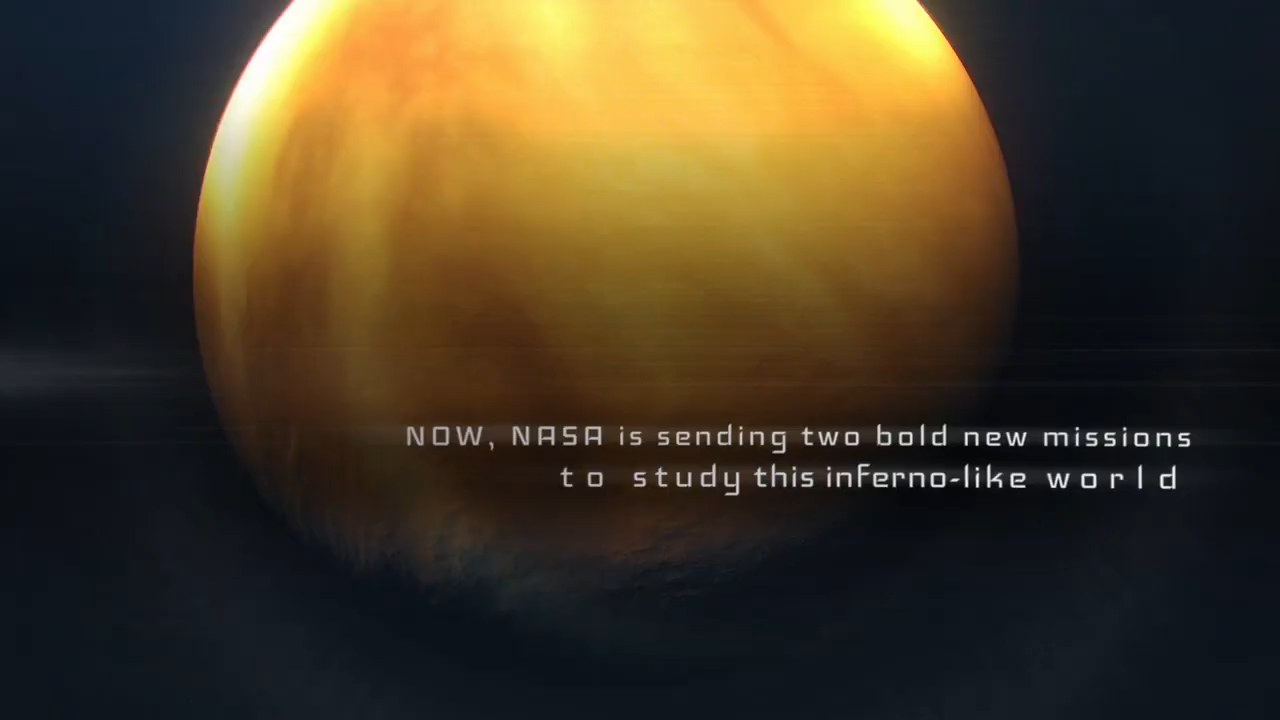 NOW, NASA is sending two bold new missions
to study this inferno-like world